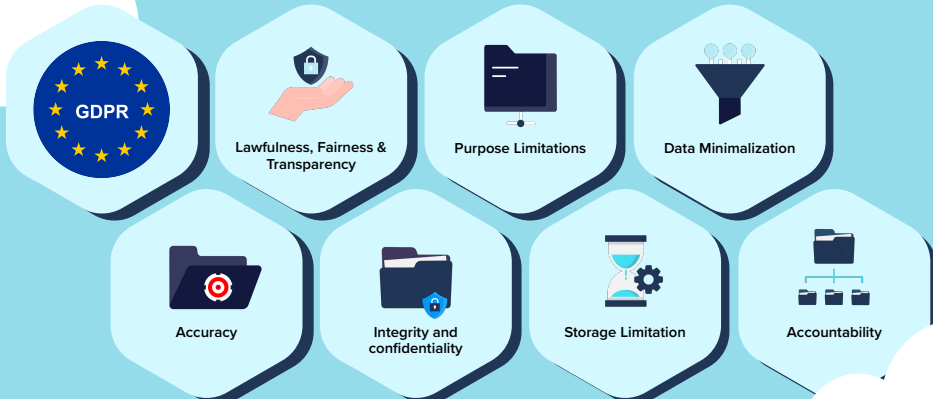 GDPR
Lawfulness, Fairness &
Transparency
Purpose Limitations
Data Minimalization
Accuracy
Integrity and
confidentiality
Storage Limitation
Accountability